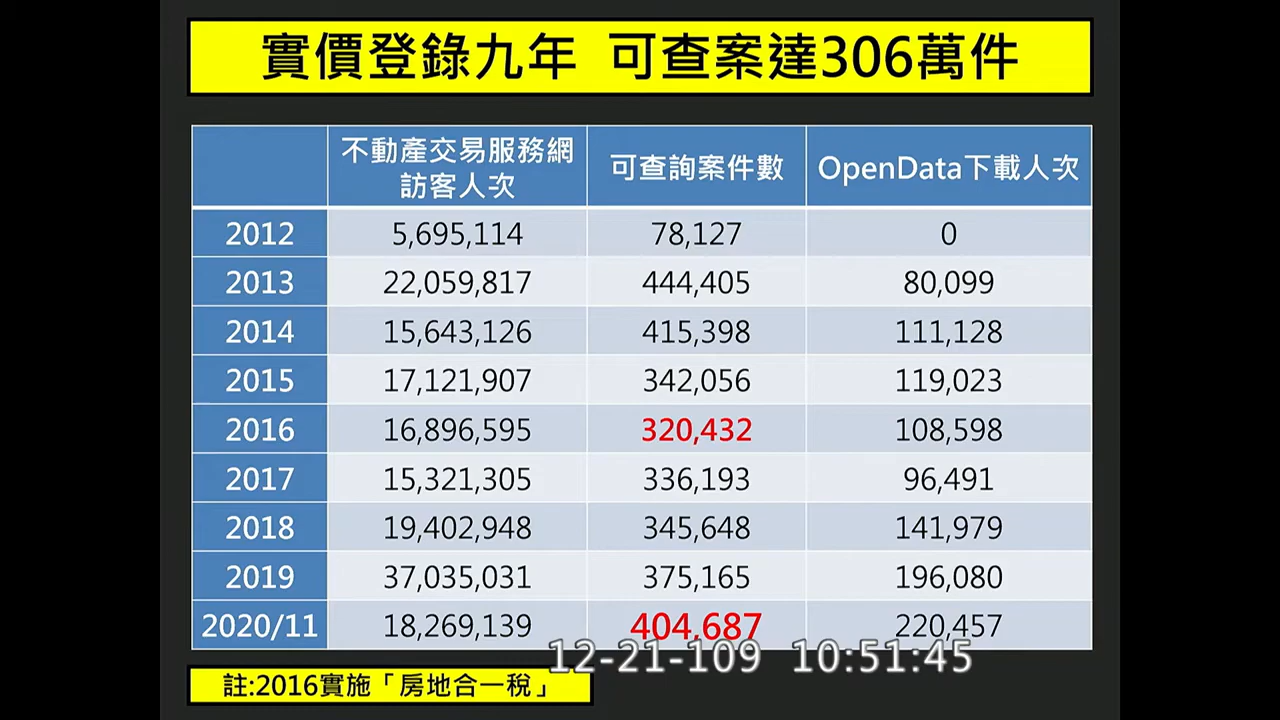 實價登錄九年 可查案達306萬件
不動產交易服務網
訪客人次
可查詢案件數
OpenData下載人次
2012 5,695,114 78,127 0
2013 22,059,817 444,405 80,099
2014 15,643,126 415,398 111,128
2015 17,121,907 342,056 119,023
2016 16,896,595 320,432 108,598
2017 15,321,305 336,193 96,491
2018 19,402,948 345,648 141,979
2019 37,035,031 375,165 196,080
2020/11 18,269,139 404,687 220,457
12-21-109 10:51:45
註:2016實施「房地合一稅」